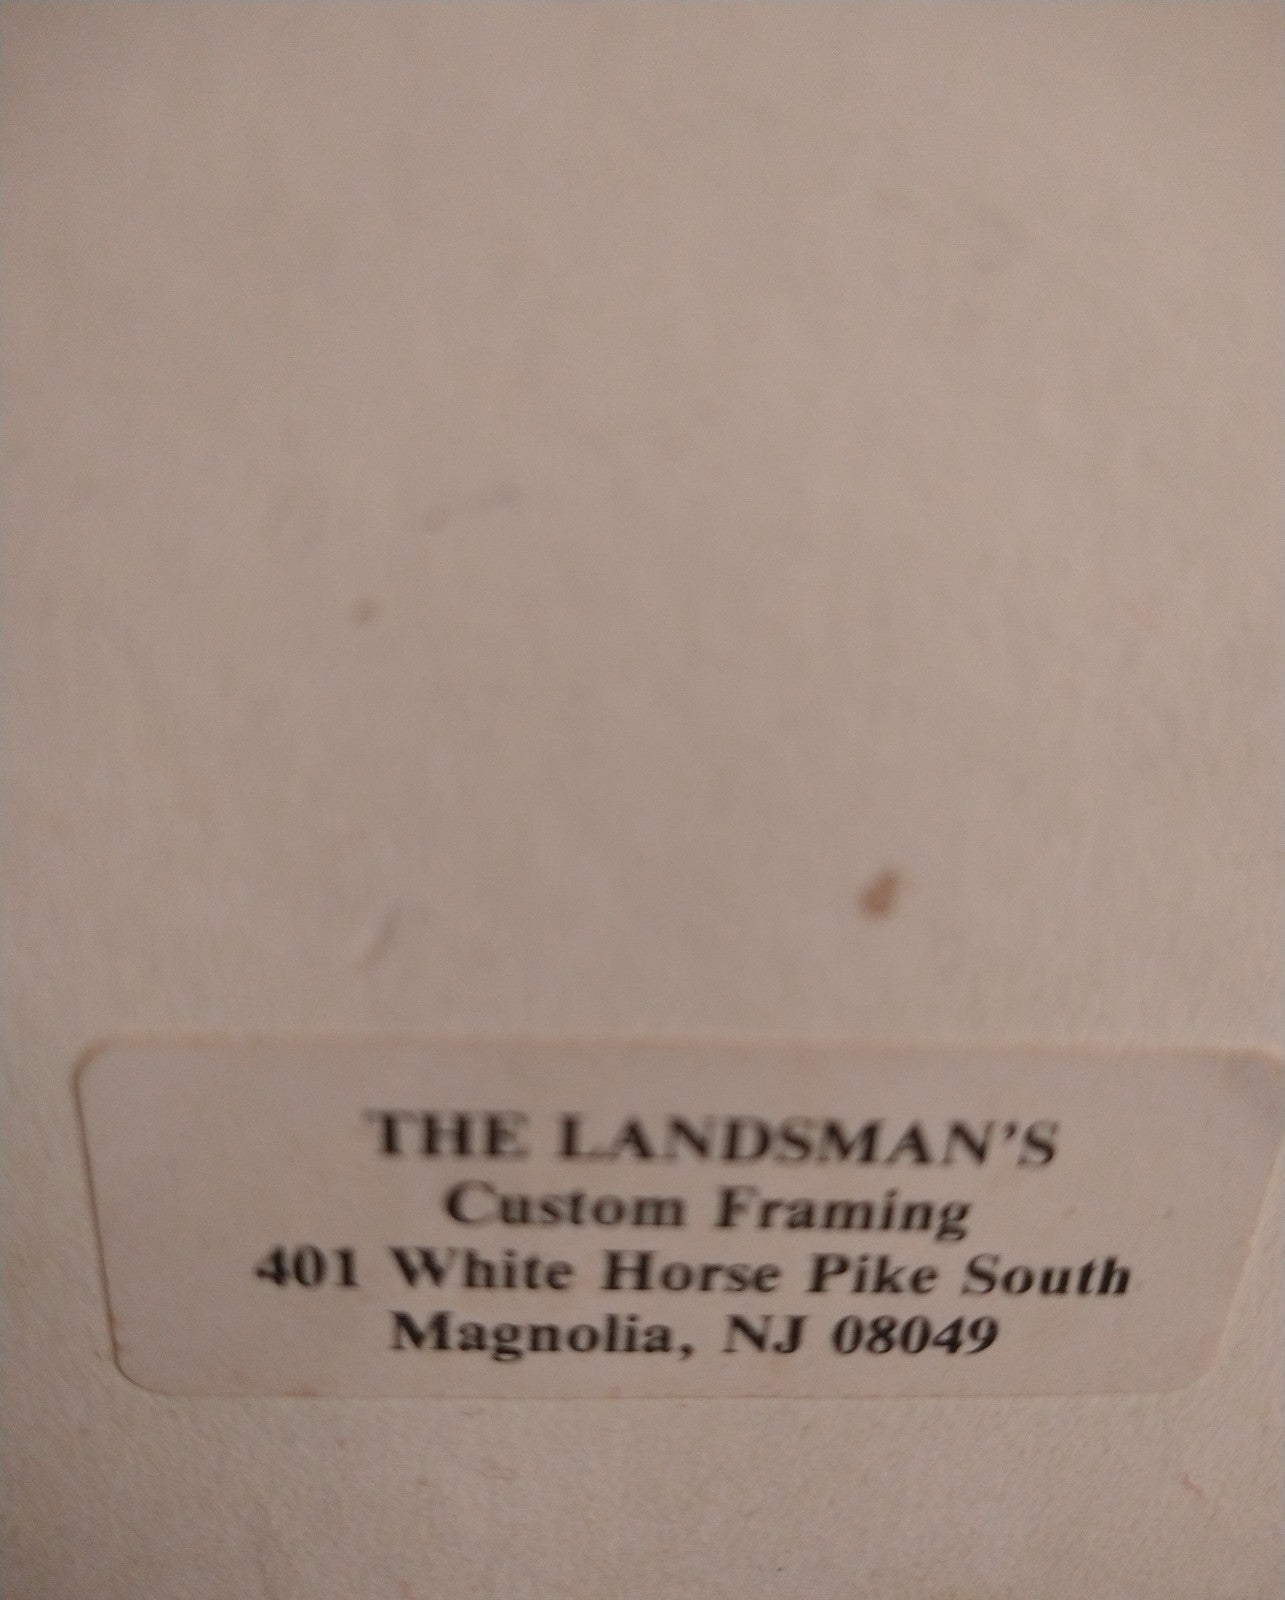 THE LANDSMAN'S
Custom Framing
401 White Horse Pike South
Magnolia, NJ 08049